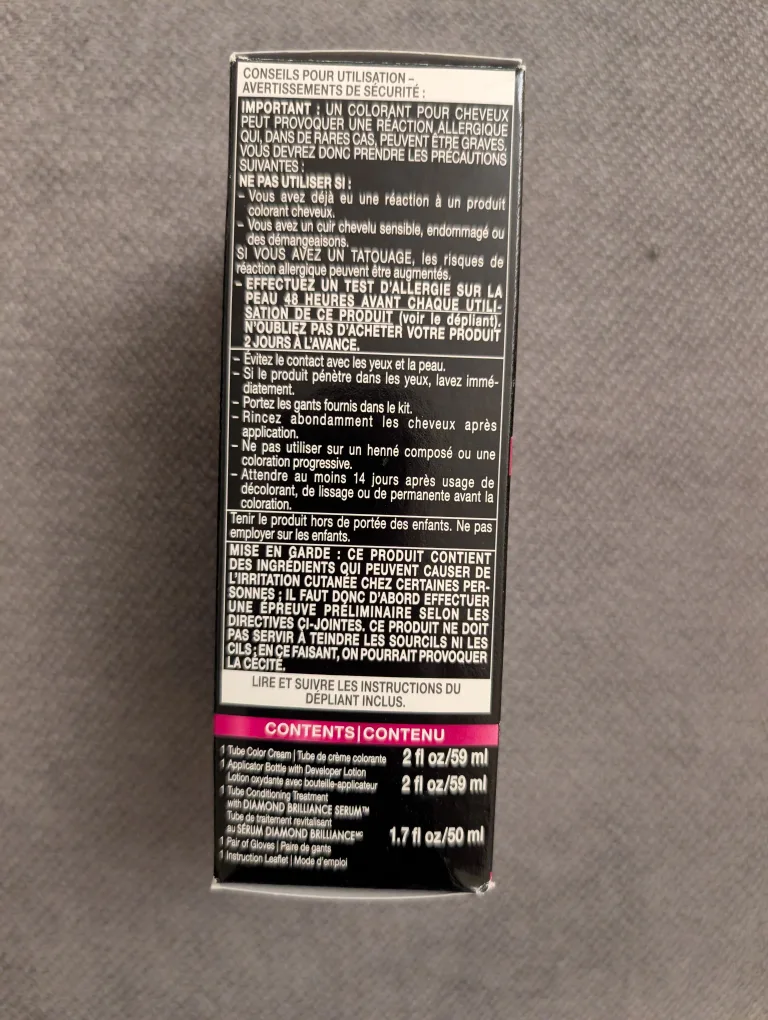 CONSEILS POUR UTILISATION –
AVERTISSEMENTS DE SÉCURITÉ :
IMPORTANT : UN COLORANT POUR CHEVEUX
PEUT PROVOQUER UNE RÉACTION ALLERGIQUE
QUI, DANS DE RARES CAS, PEUVENT ÊTRE GRAVES.
VOUS DEVREZ DONC PRENDRE LES PRÉCAUTIONS
SUIVANTES :
NE PAS UTILISER SI :
– Vous avez déjà eu une réaction à un produit
colorant cheveux.
– Vous avez un cuir chevelu sensible, endommagé ou
des démangeaisons.
SI VOUS AVEZ UN TATOUAGE, les risques de
réaction allergique peuvent être augmentés.
– EFFECTUEZ UN TEST D'ALLERGIE SUR LA
PEAU 48 HEURES AVANT CHAQUE UTILI-
SATION DE CE PRODUIT (voir le dépliant).
N'OUBLIEZ PAS D'ACHETER VOTRE PRODUIT
2 JOURS À L'AVANCE.
– Évitez le contact avec les yeux et la peau.
– Si le produit pénètre dans les yeux, lavez immé-
diatement.
– Portez les gants fournis dans le kit.
– Rincez abondamment les cheveux après
application.
– Ne pas utiliser sur un henné composé ou une
coloration progressive.
– Attendre au moins 14 jours après usage de
décolorant, de lissage ou de permanente avant la
coloration.
Tenir le produit hors de portée des enfants. Ne pas
employer sur les enfants.
MISE EN GARDE : CE PRODUIT CONTIENT
DES INGRÉDIENTS QUI PEUVENT CAUSER DE
L'IRRITATION CUTANÉE CHEZ CERTAINES PER-
SONNES ; IL FAUT DONC D'ABORD EFFECTUER
UNE ÉPREUVE PRÉLIMINAIRE SELON LES
DIRECTIVES CI-JOINTES. CE PRODUIT NE DOIT
PAS SERVIR À TEINDRE LES SOURCILS NI LES
CILS ; EN CE FAISANT, ON POURRAIT PROVOQUER
LA CÉCITÉ.
LIRE ET SUIVRE LES INSTRUCTIONS DU
DÉPLIANT INCLUS.
CONTENTS|CONTENU
1 Tube Color Cream | Tube de crème colorante 2 fl oz/59 ml
1 Applicator Bottle with Developer Lotion
Lotion oxydante avec bouteille-applicateur 2 fl oz/59 ml
1 Tube Conditioning Treatment
with DIAMOND BRILLIANCE SERUM™
Tube de traitement revitalisant
au SÉRUM DIAMOND BRILLIANCE MC 1.7 fl oz/50 ml
1 Pair of Gloves | Paire de gants
1 Instruction Leaflet | Mode d'emploi